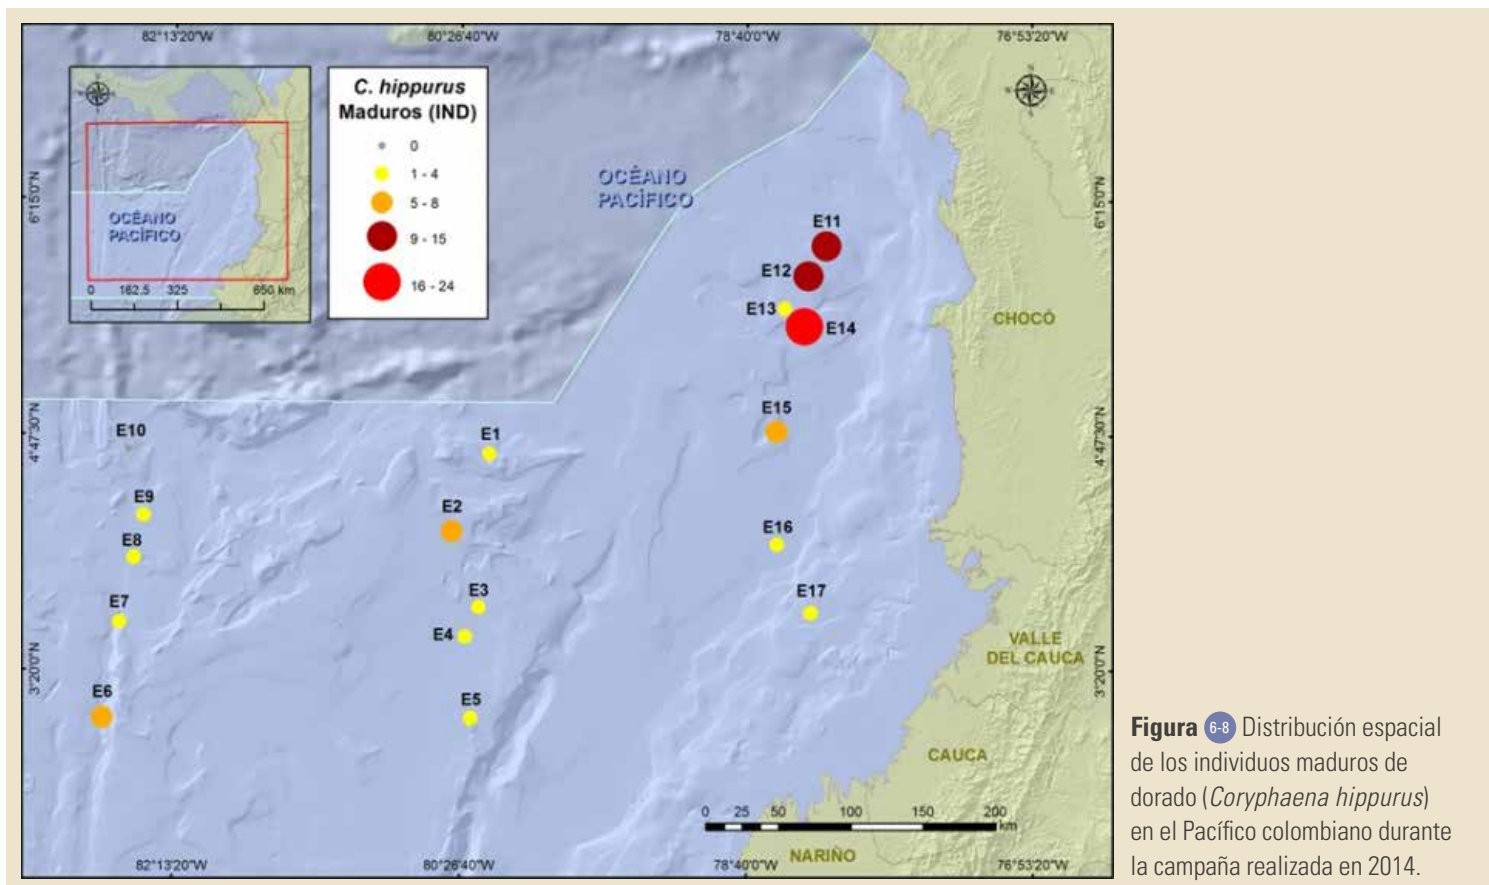 82°13'20"W
80°26'40"W
78°40'0"W
76°53'20"W
N
E
S
OCÉANO
PACÍFICO
0 162,5 325 650 km
C. hippurus
Maduros (IND)
0
1 - 4
5 - 8
9 - 15
16 - 24
OCÉANO
PACÍFICO
6°15'0"N
6°15'0"N
E11
E12
E13
E14
CHOCÓ
E15
E10
E1
4°47'30"N
4°47'30"N
E9
E2
E8
E16
E7
E3
E17
E4
VALLE
DEL CAUCA
3°20'0"N
3°20'0"N
E6
E5
CAUCA
0 25 50 100 150 200
km
NARIÑO
82°13'20"W
80°26'40"W
78°40'0"W
76°53'20"W
Figura 6-8 Distribución espacial
de los individuos maduros de
dorado (Coryphaena hippurus)
en el Pacífico colombiano durante
la campaña realizada en 2014.